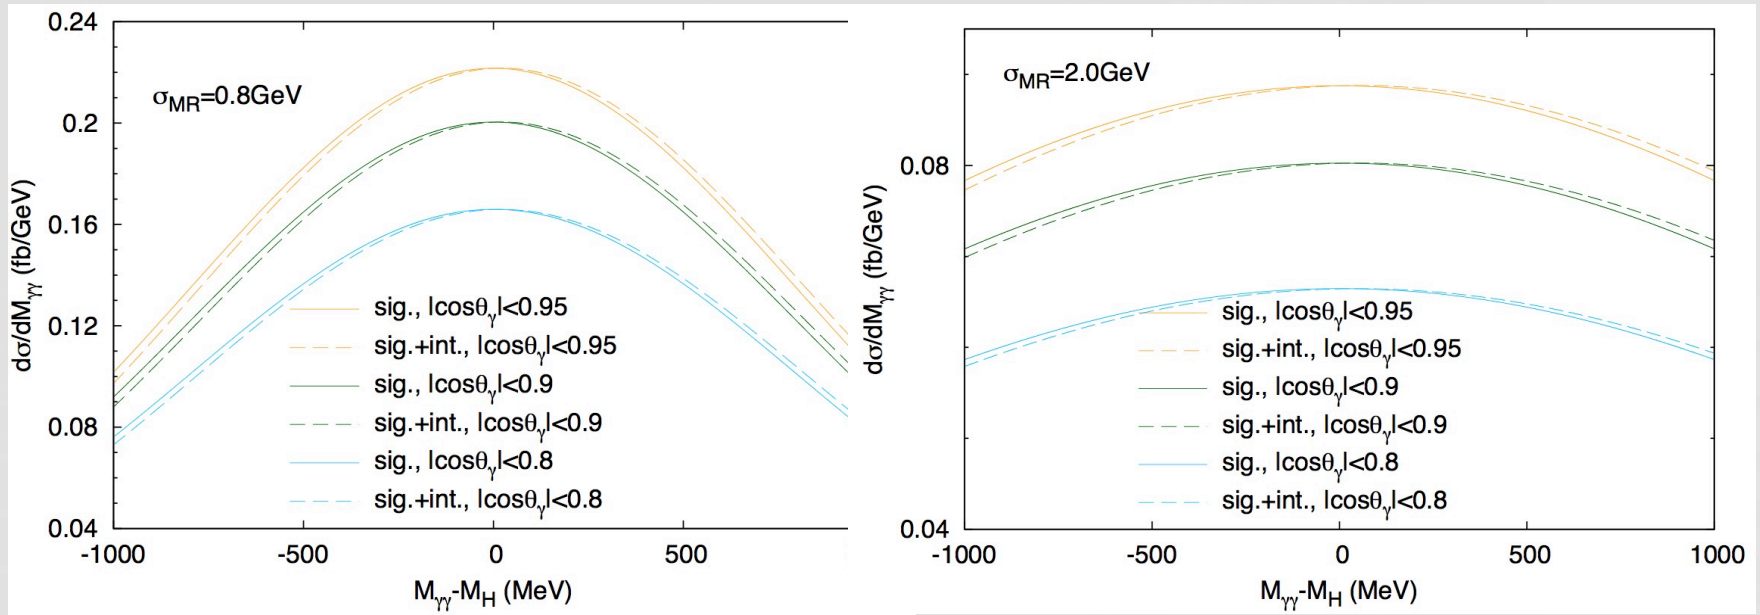 0.24
0.2
0.16
0.12
0.08
0.04
dσ/dMγγ (fb/GeV)
σMR=0.8GeV
sig., |cosθγ|<0.95
sig.+int., |cosθγ|<0.95
sig., |cosθγ|<0.9
sig.+int., |cosθγ|<0.9
sig., |cosθγ|<0.8
sig.+int., |cosθγ|<0.8
-1000 -500 0 500
Mγγ-MH (MeV)
0.08
0.04
dσ/dMγγ (fb/GeV)
σMR=2.0GeV
sig., |cosθγ|<0.95
sig.+int., |cosθγ|<0.95
sig., |cosθγ|<0.9
sig.+int., |cosθγ|<0.9
sig., |cosθγ|<0.8
sig.+int., |cosθγ|<0.8
-1000 -500 0 500 1000
Mγγ-MH (MeV)